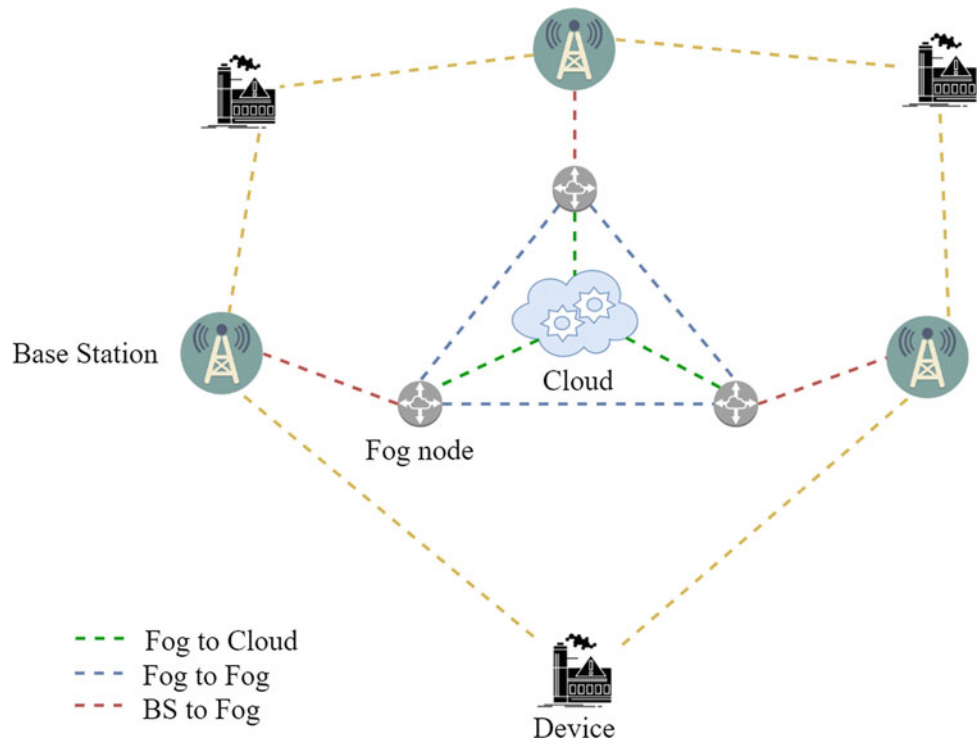 Base Station
Cloud
Fog node
Fog to Cloud
Fog to Fog
BS to Fog
Device